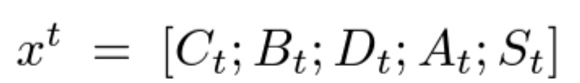 x^t = [C_t; B_t; D_t; A_t; S_t]